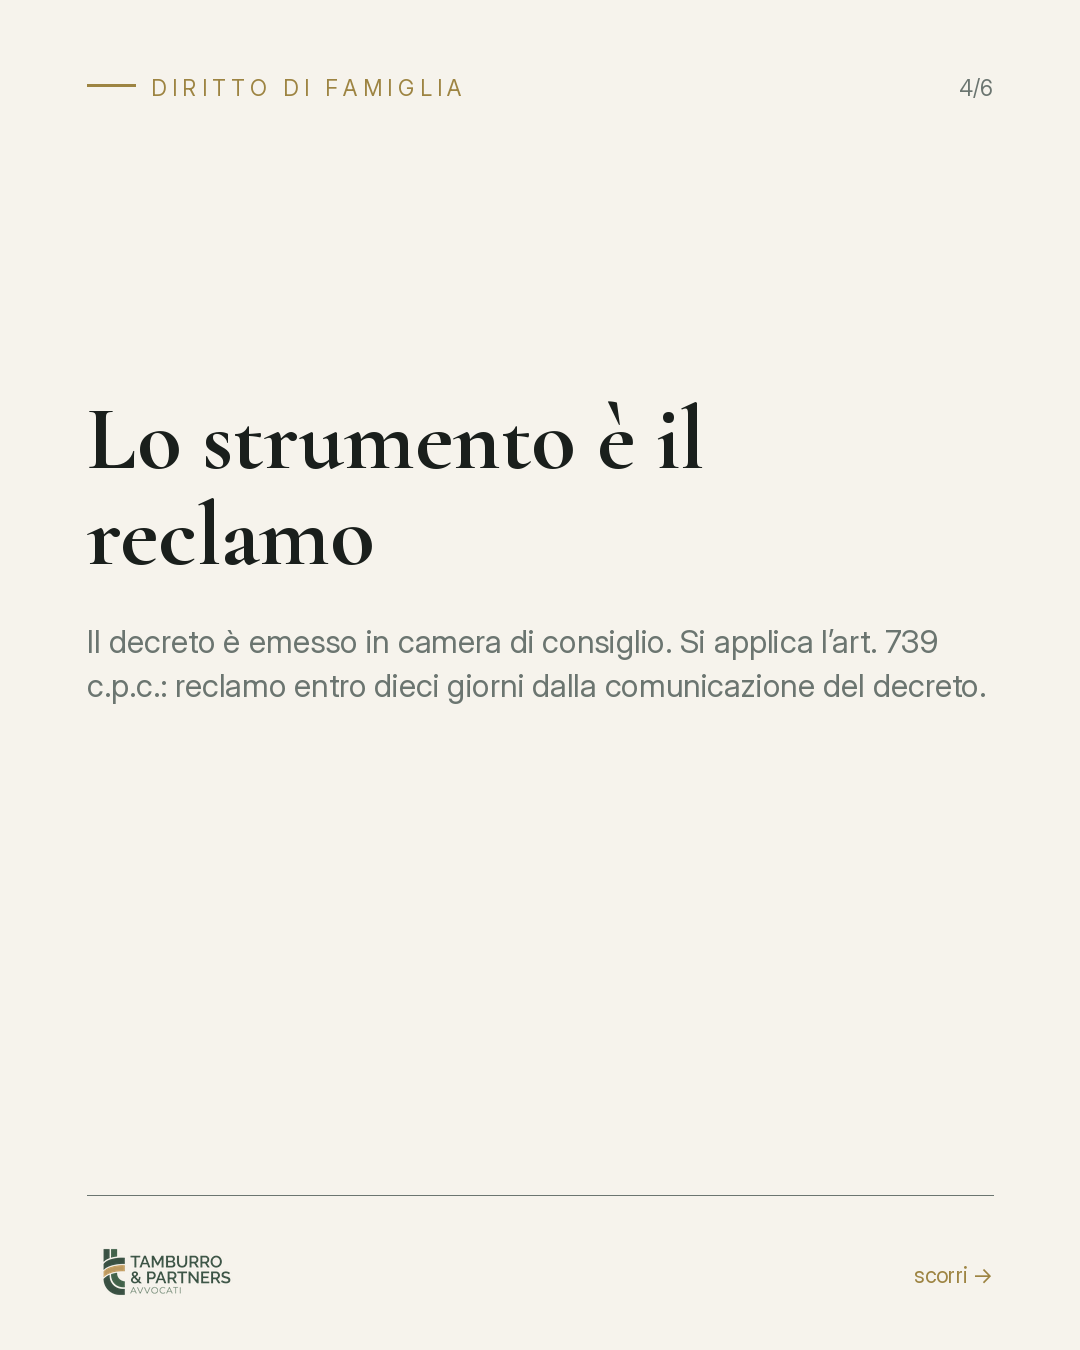 DIRITTO DI FAMIGLIA
4/6
Lo strumento è il
reclamo
Il decreto è emesso in camera di consiglio. Si applica l’art. 739
c.p.c.: reclamo entro dieci giorni dalla comunicazione del decreto.
TAMBURRO
& PARTNERS
AVVOCATI
scorri →